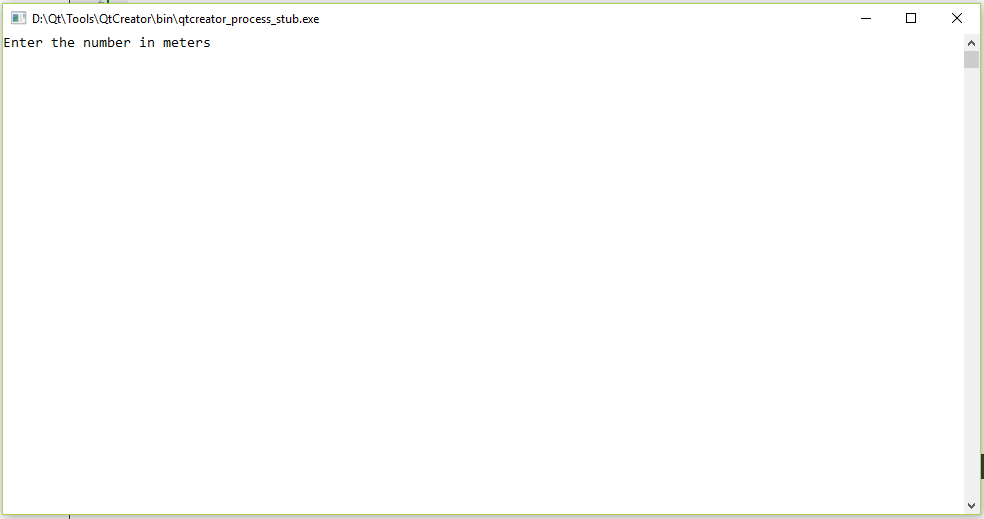 D:\Qt\Tools\QtCreator\bin\qtcreator_process_stub.exe
Enter the number in meters